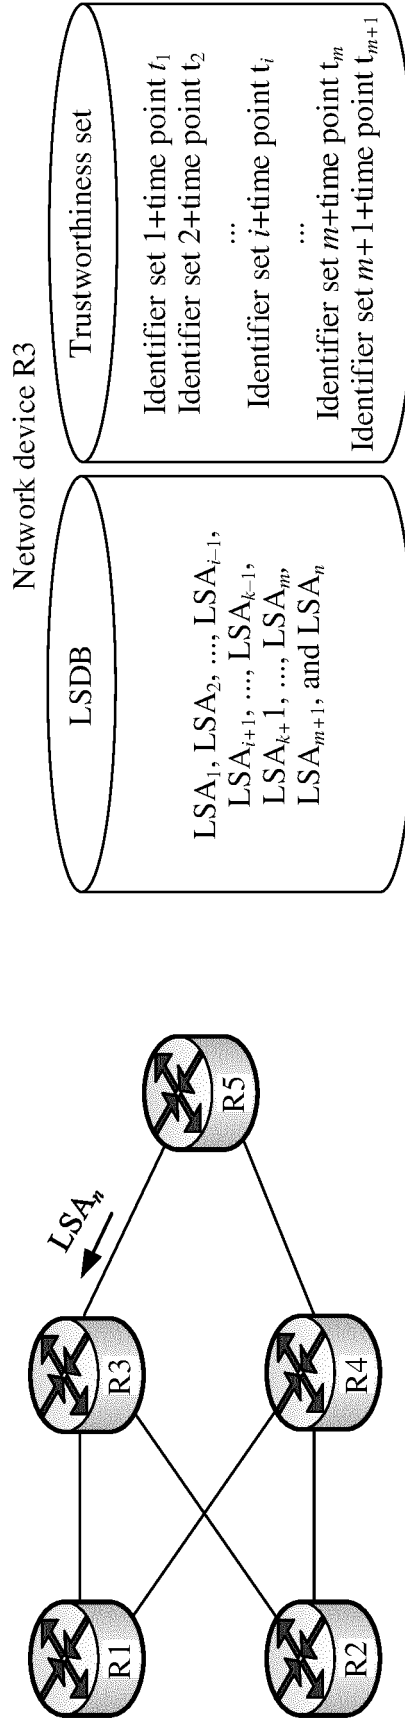 Network device R3
LSDB
LSA1, LSA2, ..., LSAi−1,
LSAi+1, ..., LSAk−1,
LSAk+1, ..., LSAm,
LSAm+1, and LSAn
Trustworthiness set
Identifier set 1+time point t1
Identifier set 2+time point t2
...
Identifier set i+time point ti
...
Identifier set m+time point tm
Identifier set m+1+time point tm+1
LSAn
R1
R3
R5
R2
R4